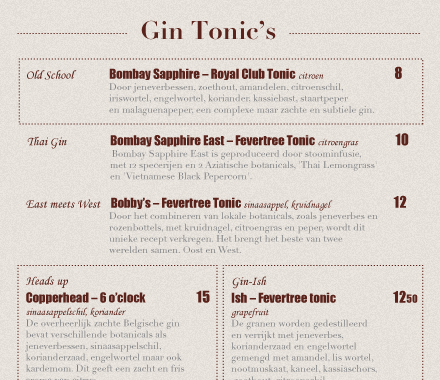 Gin Tonic's
Old School
Bombay Sapphire – Royal Club Tonic citroen 8
Door jeneverbessen, zoethout, amandelen, citroenschil,
iriswortel, engelwortel, koriander, kassiebast, staartpeper
en malaguenapeper, een complexe maar zachte en subtiele gin.
Thai Gin
Bombay Sapphire East – Fevertree Tonic citroengras 10
Bombay Sapphire East is geproduceerd door stoominfusie,
met 12 specerijen en 2 Aziatische botanicals, 'Thai Lemongrass'
en 'Vietnamese Black Pepercorn'.
East meets West
Bobby's – Fevertree Tonic sinaasappel, kruidnagel 12
Door het combineren van lokale botanicals, zoals jeneverbes en
rozenbottels, met kruidnagel, citroengras en peper, wordt dit
unieke recept verkregen. Het brengt het beste van twee
werelden samen. Oost en West.
Heads up
Copperhead – 6 o'clock 15
sinaasappelschil, koriander
De overheerlijk zachte Belgische gin
bevat verschillende botanicals als
jeneverbessen, sinaasappelschil,
korianderzaad, engelwortel maar ook
kardemom. Dit geeft een zacht en fris
Gin-Ish
Ish – Fevertree tonic 1250
grapefruit
De granen worden gedestilleerd
en verrijkt met jeneverbes,
korianderzaad en engelwortel
gemengd met amandel, lis wortel,
nootmuskaat, kaneel, kassiaschors,